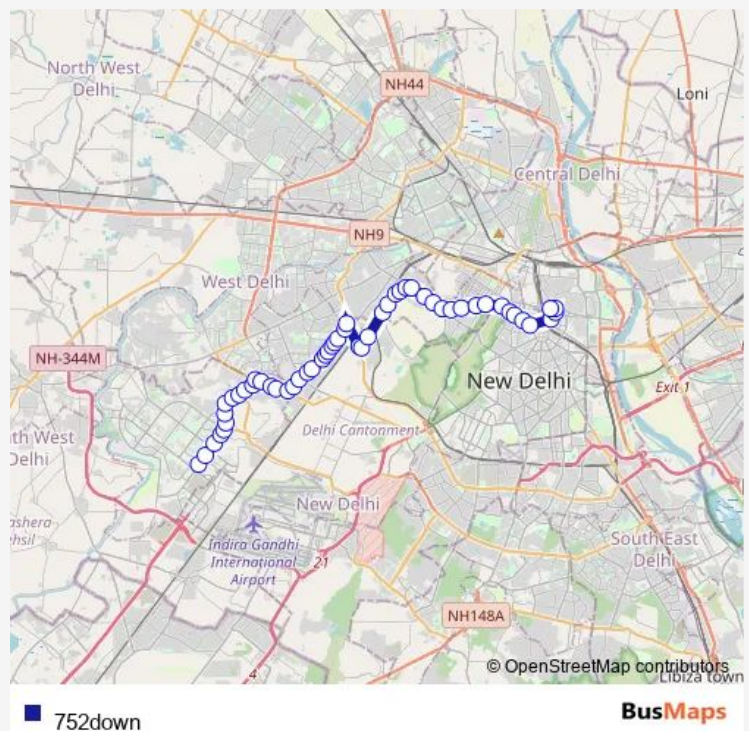 North West
Delhi
NH44
Loni
Central Delhi
NH9
West Delhi
NH-344M
New Delhi
Exit 1
th West
Delhi
Delhi Cantonment
New Delhi
ashera
ehsil
Indira Gandhi
International
Airport
21
South East
Delhi
NH148A
4
© OpenStreetMap contributors
Libiza town
752down
BusMaps